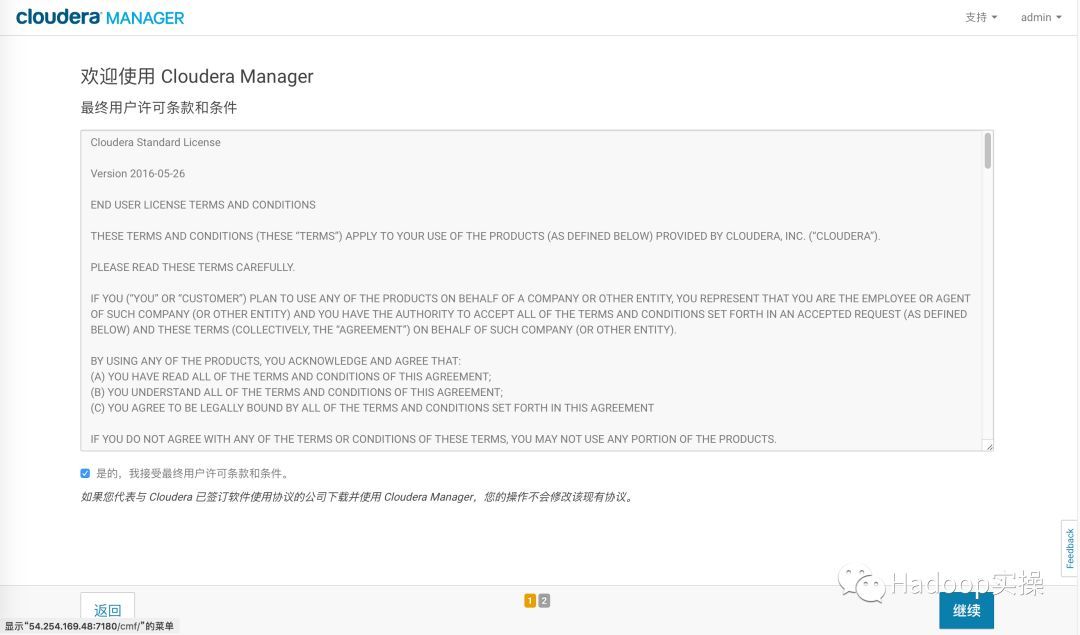 cloudera MANAGER
支持
admin
欢迎使用 Cloudera Manager
最终用户许可条款和条件
Cloudera Standard License
Version 2016-05-26
END USER LICENSE TERMS AND CONDITIONS
THESE TERMS AND CONDITIONS (THESE “TERMS”) APPLY TO YOUR USE OF THE PRODUCTS (AS DEFINED BELOW) PROVIDED BY CLOUDERA, INC. (“CLOUDERA”).
PLEASE READ THESE TERMS CAREFULLY.
IF YOU (“YOU” OR “CUSTOMER”) PLAN TO USE ANY OF THE PRODUCTS ON BEHALF OF A COMPANY OR OTHER ENTITY, YOU REPRESENT THAT YOU ARE THE EMPLOYEE OR AGENT
OF SUCH COMPANY (OR OTHER ENTITY) AND YOU HAVE THE AUTHORITY TO ACCEPT ALL OF THE TERMS AND CONDITIONS SET FORTH IN AN ACCEPTED REQUEST (AS DEFINED
BELOW) AND THESE TERMS (COLLECTIVELY, THE “AGREEMENT”) ON BEHALF OF SUCH COMPANY (OR OTHER ENTITY).
BY USING ANY OF THE PRODUCTS, YOU ACKNOWLEDGE AND AGREE THAT:
(A) YOU HAVE READ ALL OF THE TERMS AND CONDITIONS OF THIS AGREEMENT;
(B) YOU UNDERSTAND ALL OF THE TERMS AND CONDITIONS OF THIS AGREEMENT;
(C) YOU AGREE TO BE LEGALLY BOUND BY ALL OF THE TERMS AND CONDITIONS SET FORTH IN THIS AGREEMENT
IF YOU DO NOT AGREE WITH ANY OF THE TERMS OR CONDITIONS OF THESE TERMS, YOU MAY NOT USE ANY PORTION OF THE PRODUCTS.
是的，我接受最终用户许可条款和条件。
如果您代表与 Cloudera 已签订软件使用协议的公司下载并使用 Cloudera Manager，您的操作不会修改该现有协议。
Feedback
Hadoop实操
返回
1 2
继续
显示“54.254.169.48:7180/cmf/”的菜单